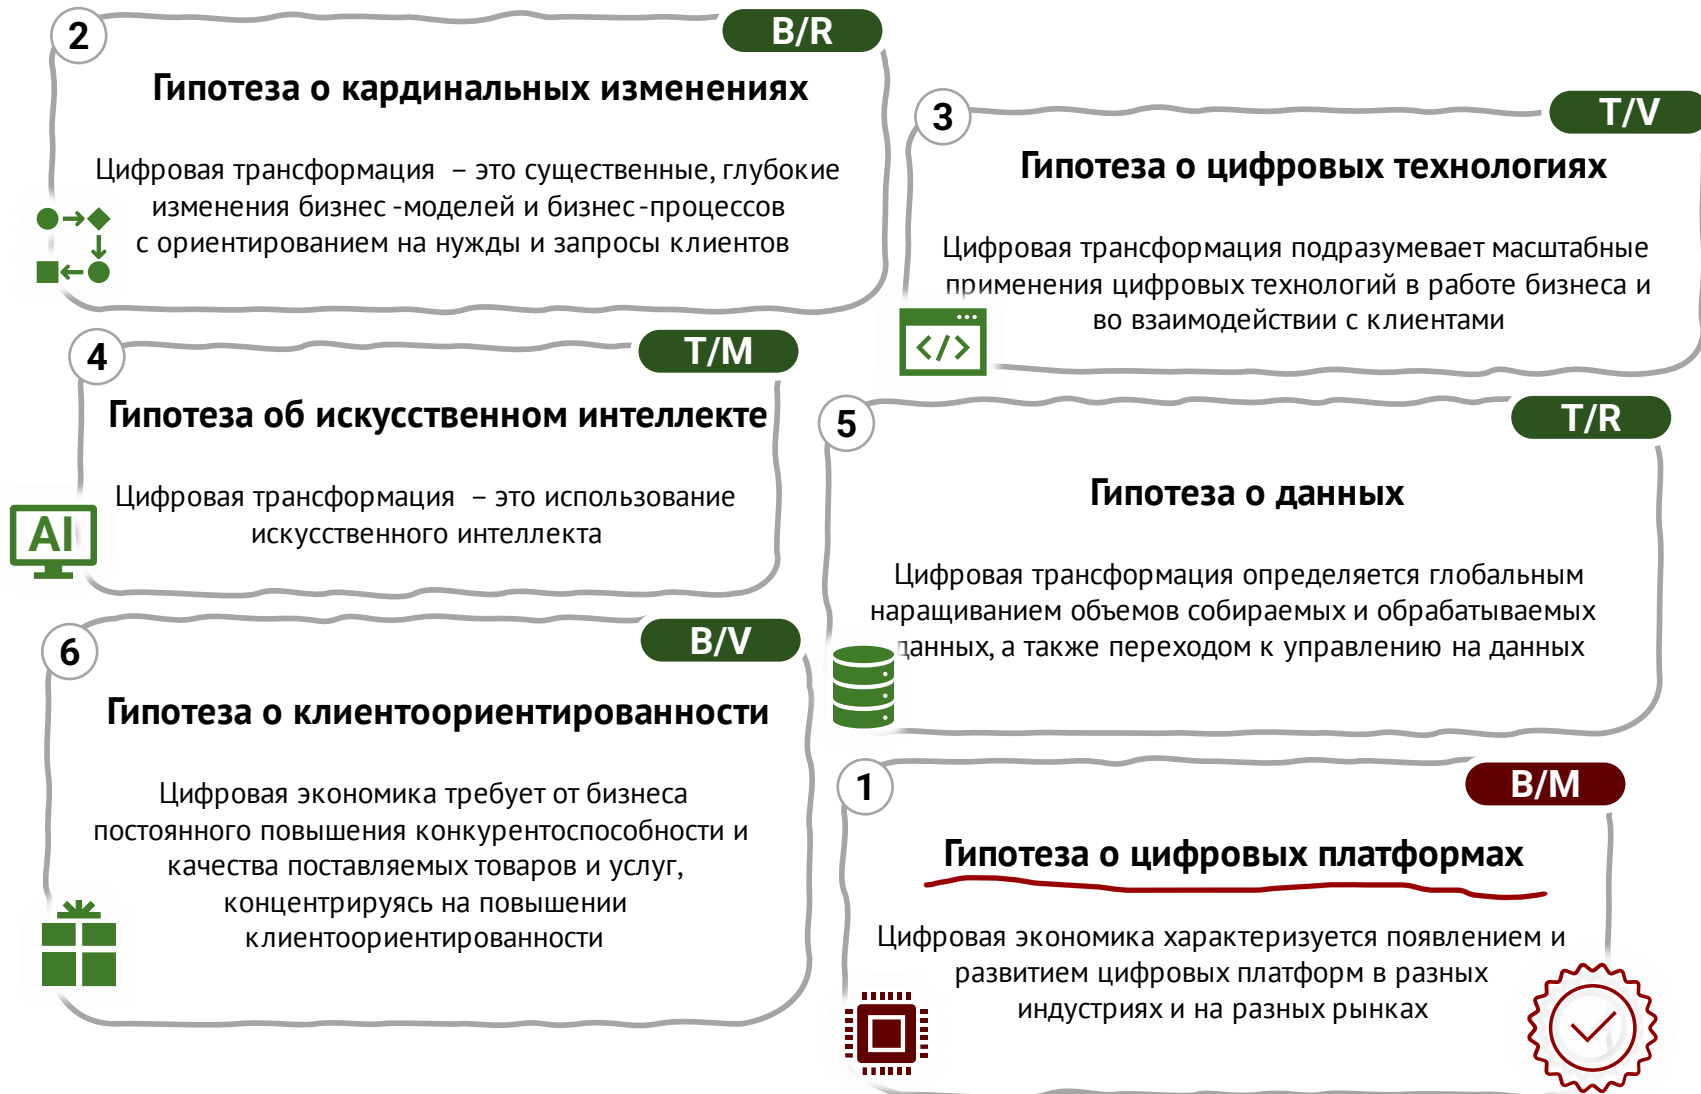 2
B/R
Гипотеза о кардинальных изменениях
Цифровая трансформация – это существенные, глубокие
изменения бизнес-моделей и бизнес-процессов
с ориентированием на нужды и запросы клиентов
3
T/V
Гипотеза о цифровых технологиях
Цифровая трансформация подразумевает масштабные
применения цифровых технологий в работе бизнеса и
во взаимодействии с клиентами
</>
4
T/M
Гипотеза об искусственном интеллекте
Цифровая трансформация – это использование
искусственного интеллекта
AI
5
T/R
Гипотеза о данных
Цифровая трансформация определяется глобальным
наращиванием объемов собираемых и обрабатываемых
данных, а также переходом к управлению на данных
6
B/V
Гипотеза о клиентоориентированности
Цифровая экономика требует от бизнеса
постоянного повышения конкурентоспособности и
качества поставляемых товаров и услуг,
концентрируясь на повышении
клиентоориентированности
1
B/M
Гипотеза о цифровых платформах
Цифровая экономика характеризуется появлением и
развитием цифровых платформ в разных
индустриях и на разных рынках